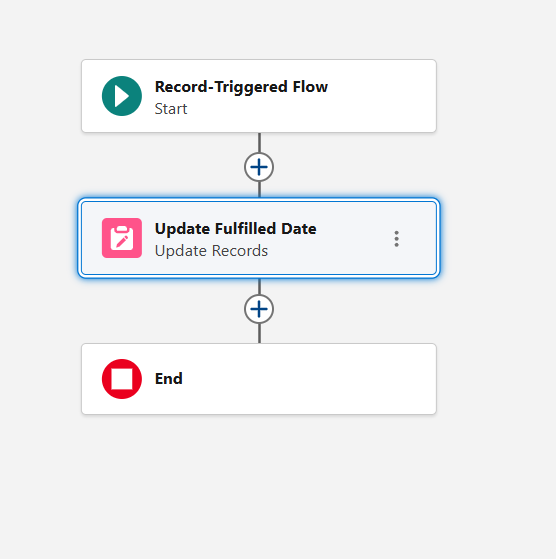 Record-Triggered Flow
Start
Update Fulfilled Date
Update Records
End